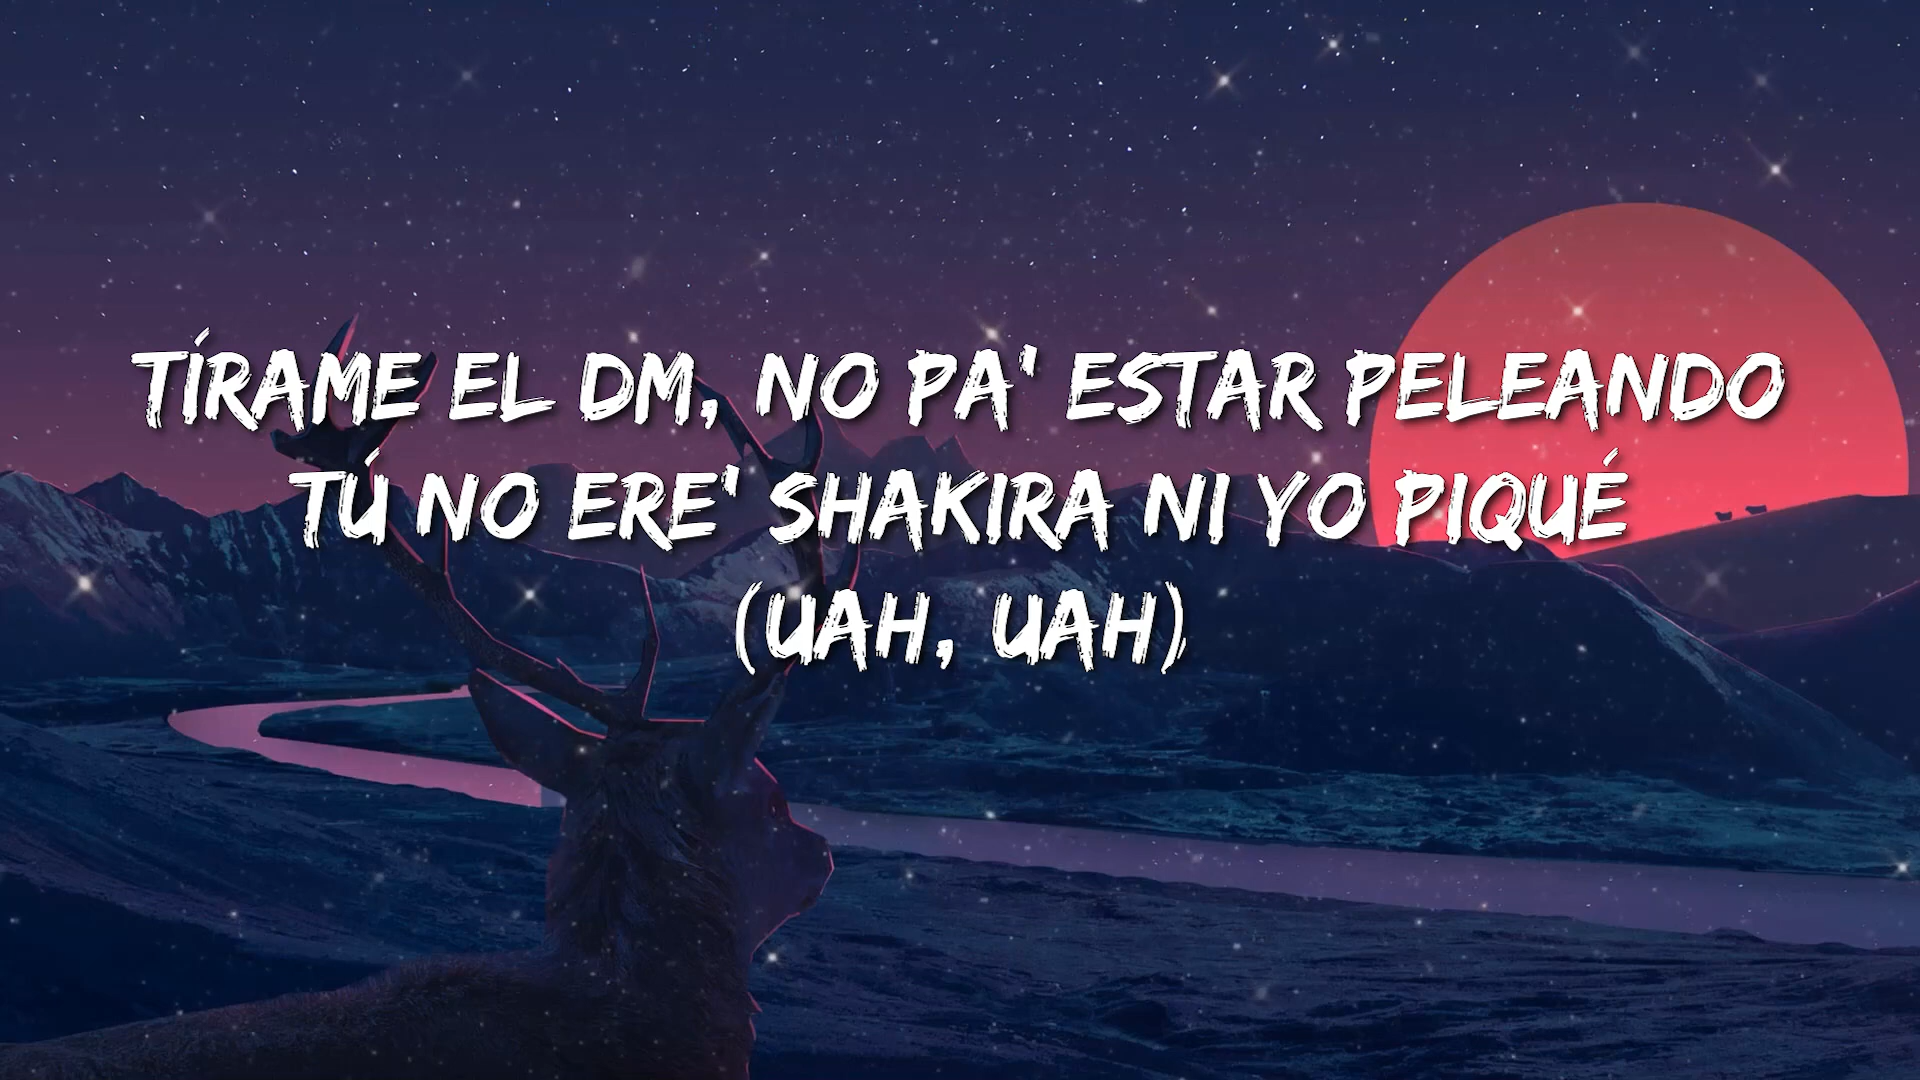 TÍRAME EL DM, NO PA' ESTAR PELEANDO
TÚ NO ERE' SHAKIRA NI YO PIQUÉ
(UAH, UAH)